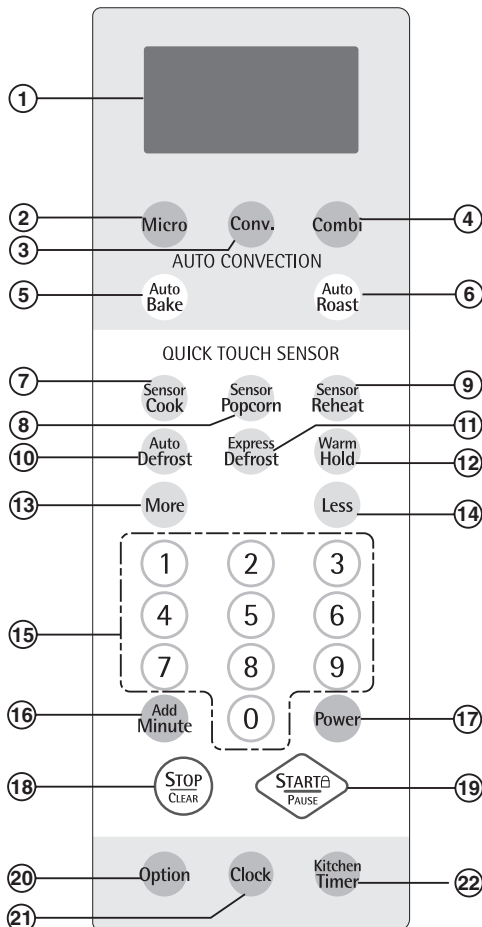 1
2 Micro Conv. Combi 4
3
AUTO CONVECTION
5 Auto Bake Auto Roast 6
QUICK TOUCH SENSOR
7 Sensor Cook Sensor Popcorn Sensor Reheat 9
8
11
10 Auto Defrost Express Defrost Warm Hold 12
13 More Less 14
1 2 3
4 5 6
15
7 8 9
16 Add Minute 0 Power 17
18 STOP CLEAR START PAUSE 19
20 Option Clock Kitchen Timer 22
21